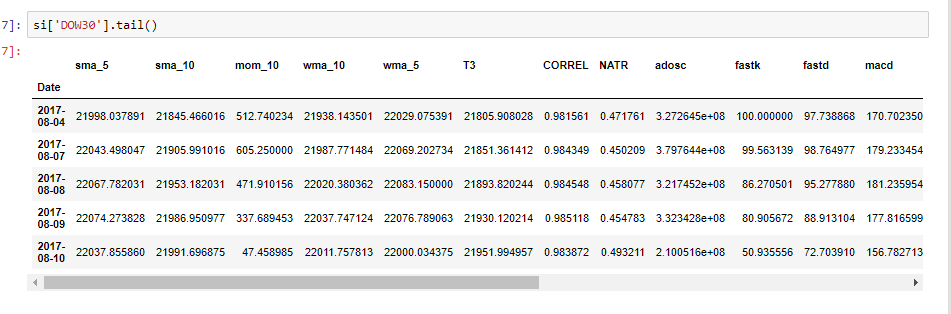 7]: si['DOW30'].tail()
7]:
sma_5 sma_10 mom_10 wma_10 wma_5 T3 CORREL NATR adosc fastk fastd macd
Date
2017-
08-04 21998.037891 21845.466016 512.740234 21938.143501 22029.075391 21805.908028 0.981561 0.471761 3.272645e+08 100.000000 97.738868 170.702350
2017-
08-07 22043.498047 21905.991016 605.250000 21987.771484 22069.202734 21851.361412 0.984349 0.450209 3.797644e+08 99.563139 98.764977 179.233454
2017-
08-08 22067.782031 21953.182031 471.910156 22020.380362 22083.150000 21893.820244 0.984548 0.458077 3.217452e+08 86.270501 95.277880 181.235954
2017-
08-09 22074.273828 21986.950977 337.689453 22037.747124 22076.789063 21930.120214 0.985118 0.454783 3.323428e+08 80.905672 88.913104 177.816599
2017-
08-10 22037.855860 21991.696875 47.458985 22011.757813 22000.034375 21951.994957 0.983872 0.493211 2.100516e+08 50.935556 72.703910 156.782713